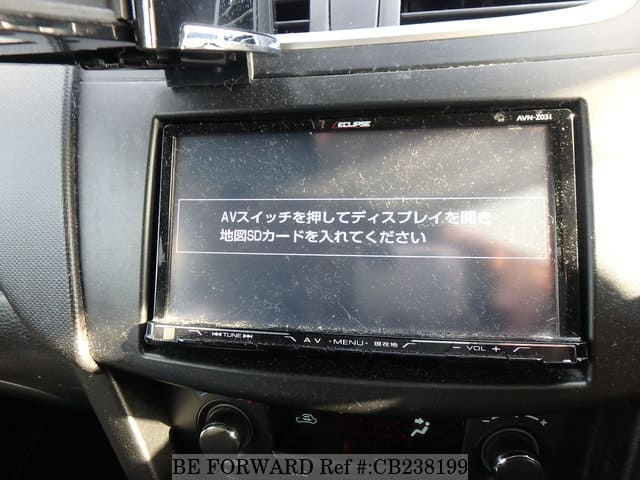 ECLIPSE AVN-Z03i
AVスイッチを押してディスプレイを開き
地図SDカードを入れてください
TUNE AV ·MENU· 現在地 − VOL +
BE FORWARD Ref #:CB238199